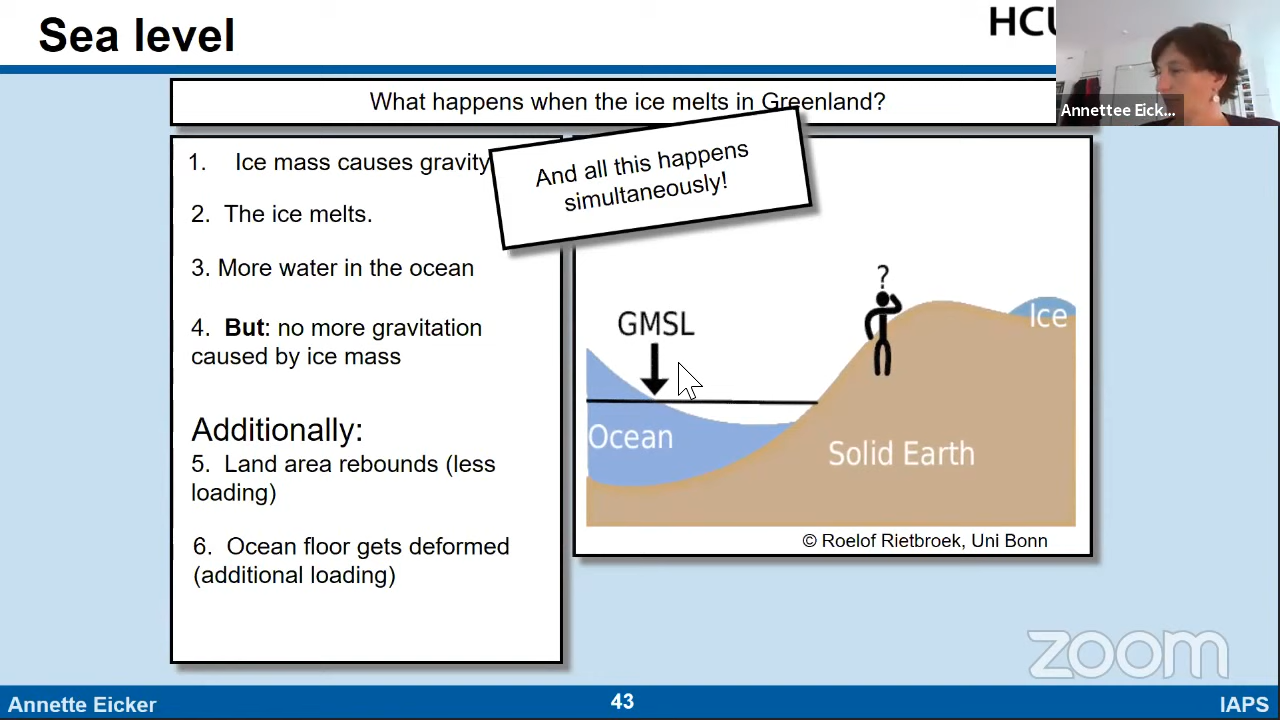 Sea level
HCU
Annettee Eick...
What happens when the ice melts in Greenland?
1. Ice mass causes gravity
And all this happens
simultaneously!
2. The ice melts.
3. More water in the ocean
4. But: no more gravitation
caused by ice mass
Additionally:
5. Land area rebounds (less
loading)
6. Ocean floor gets deformed
(additional loading)
?
GMSL
Ice
Ocean
Solid Earth
© Roelof Rietbroek, Uni Bonn
zoom
Annette Eicker
43
IAPS